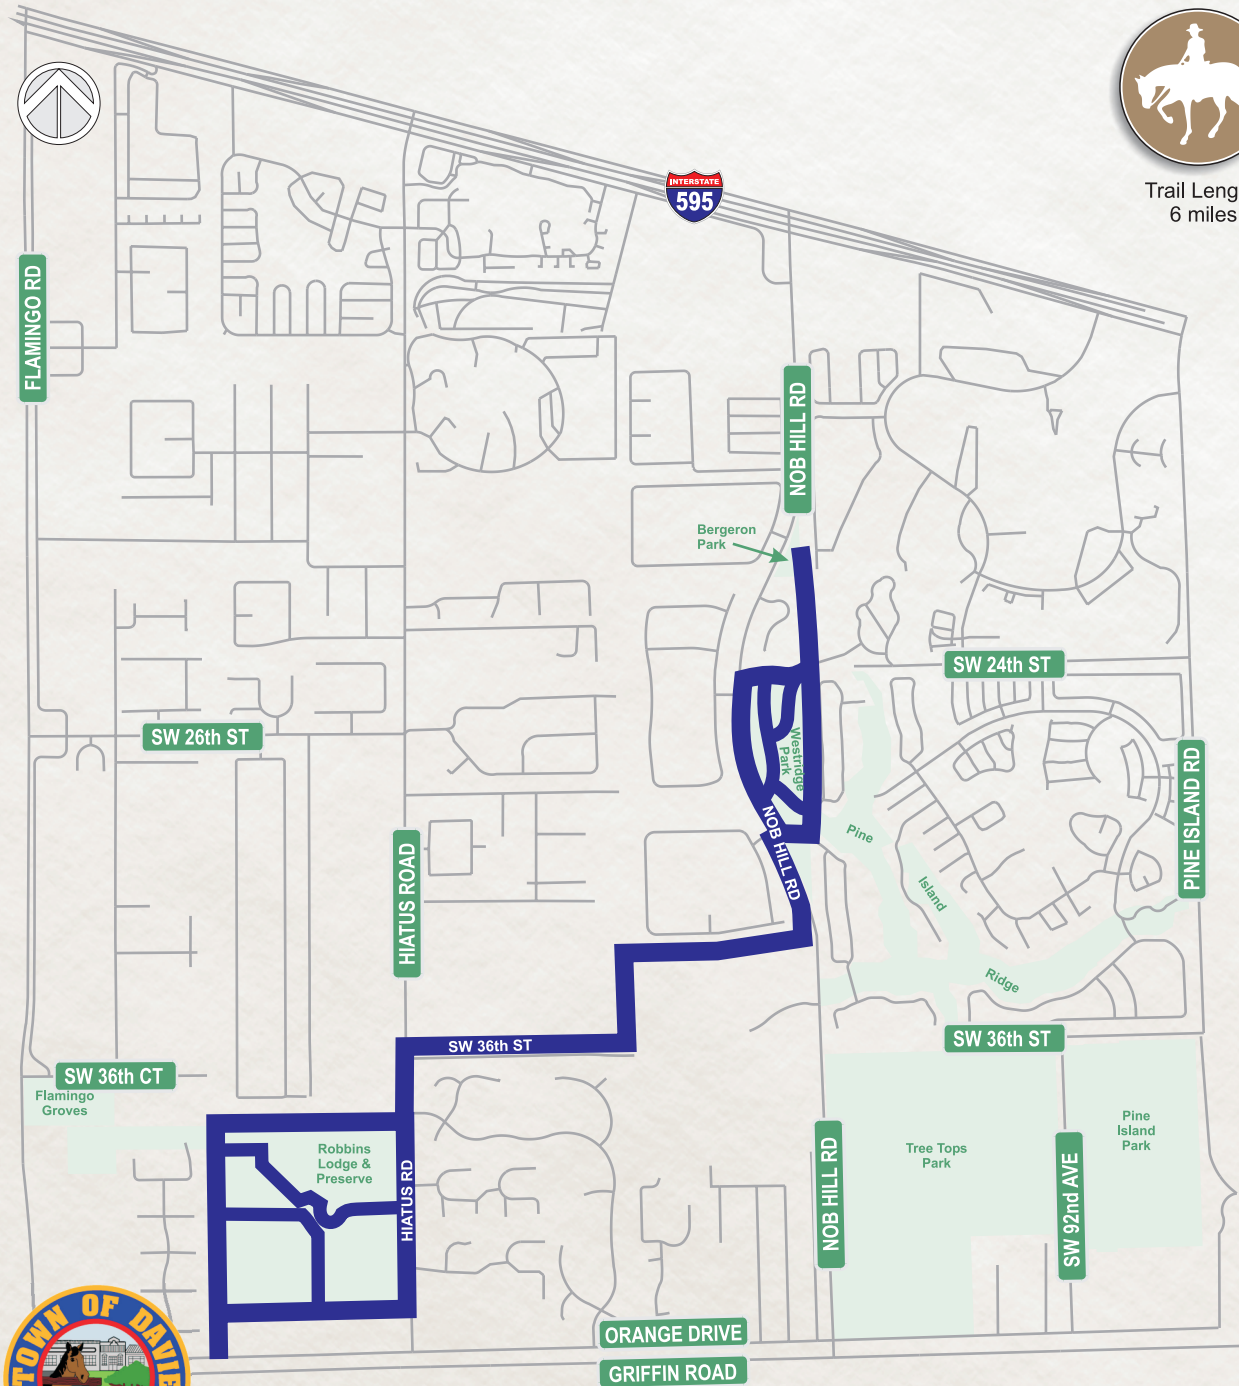 INTERSTATE
595
Trail Leng
6 miles
FLAMINGO RD
NOB HILL RD
Bergeron
Park
SW 24th ST
SW 26th ST
Westridge
Park
PINE ISLAND RD
NOB HILL RD
Pine
Island
Ridge
HIATUS ROAD
SW 36th ST
SW 36th ST
SW 36th CT
Flamingo
Groves
Robbins
Lodge &
Preserve
HIATUS RD
NOB HILL RD
Tree Tops
Park
SW 92nd AVE
Pine
Island
Park
TOWN OF DAVIE
ORANGE DRIVE
GRIFFIN ROAD